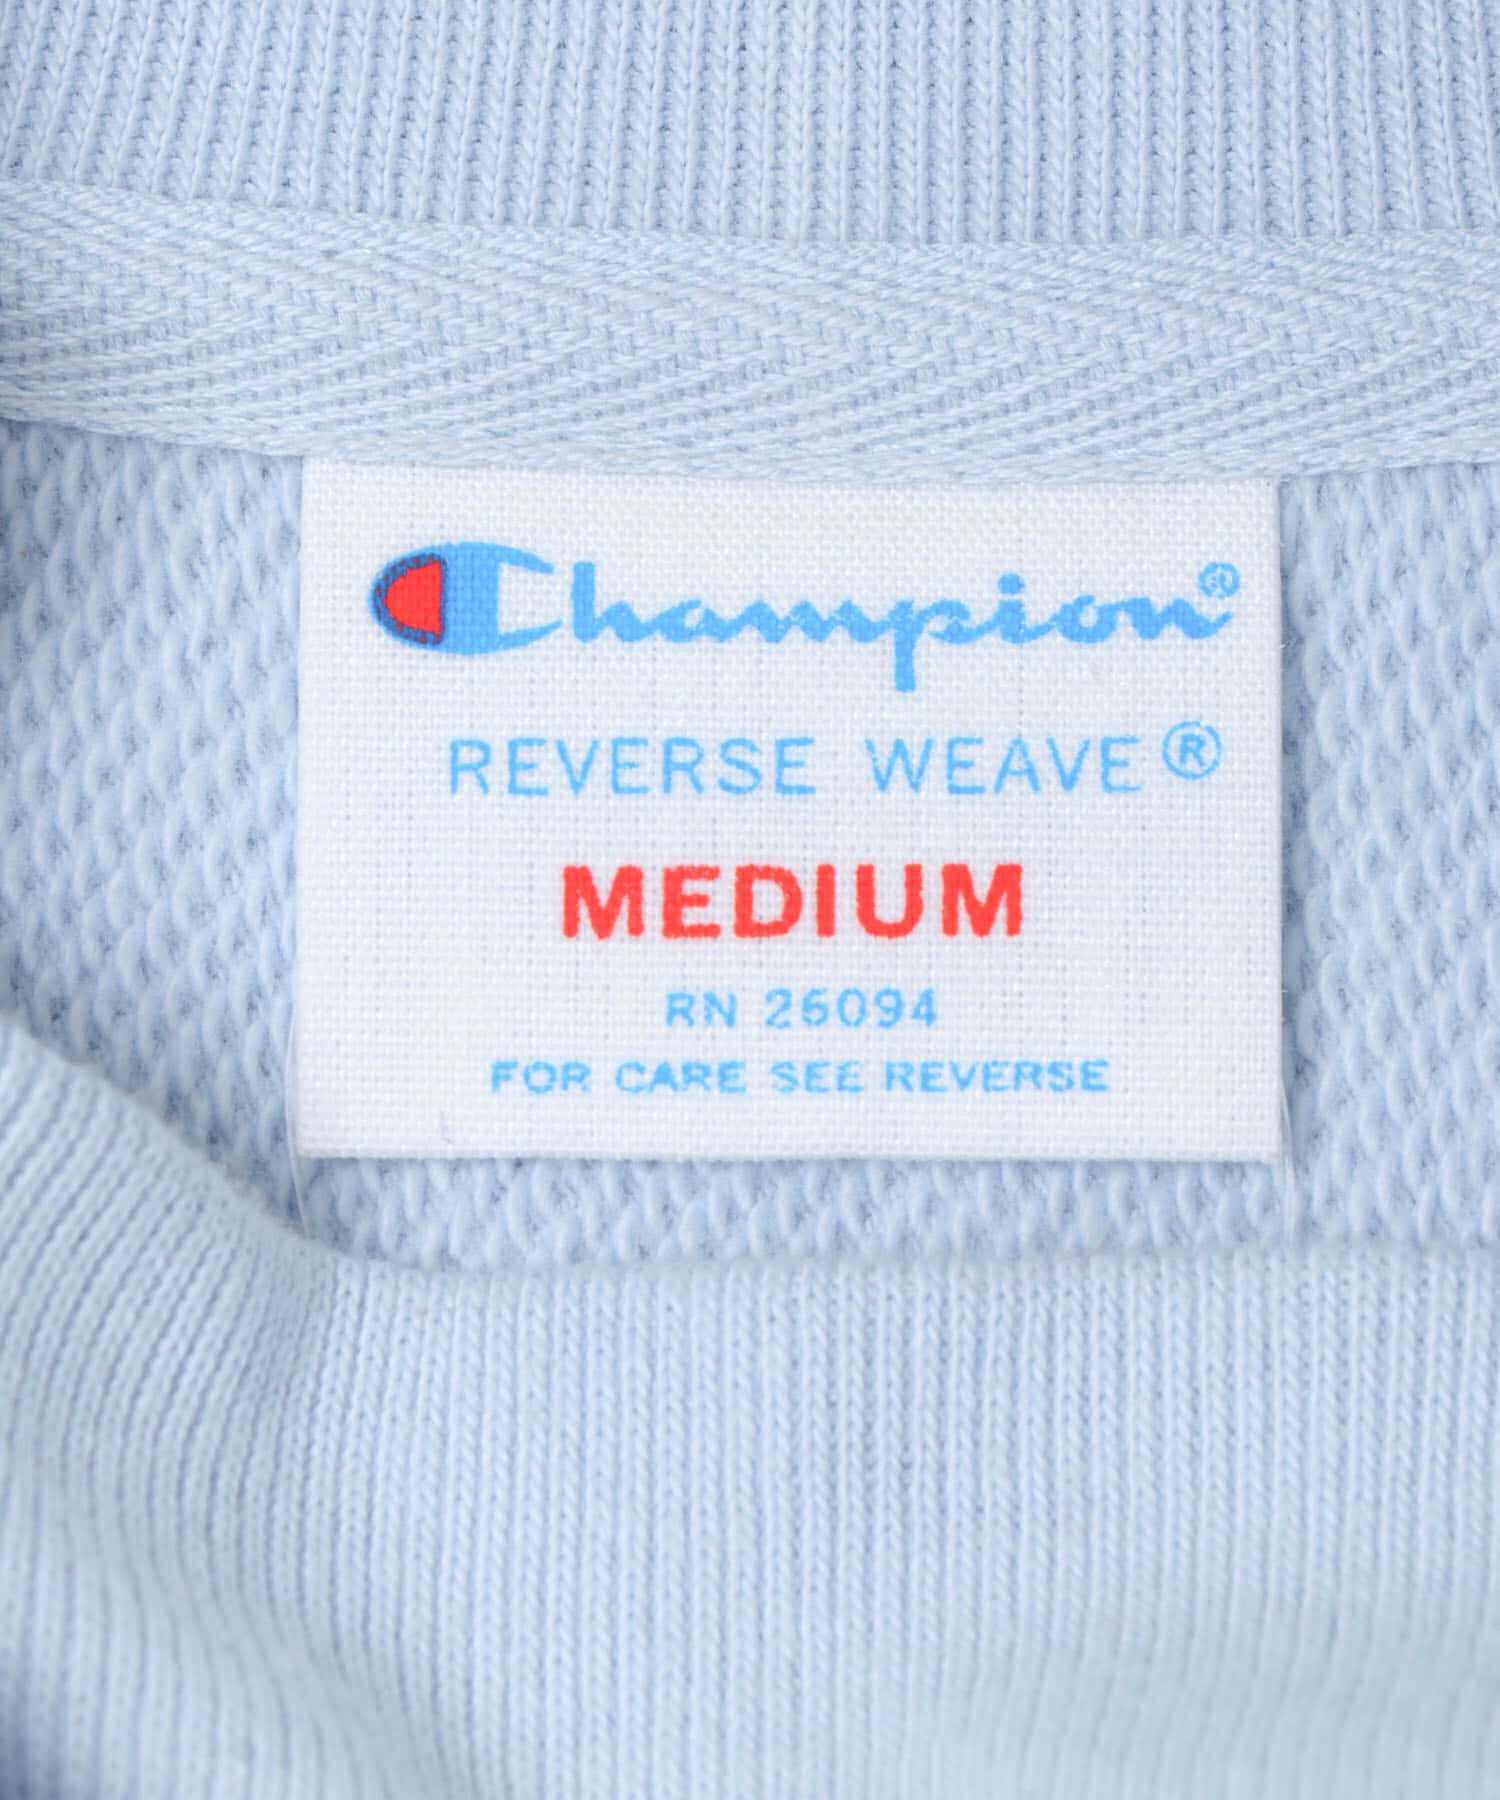 Champion®
REVERSE WEAVE®
MEDIUM
RN 26094
FOR CARE SEE REVERSE